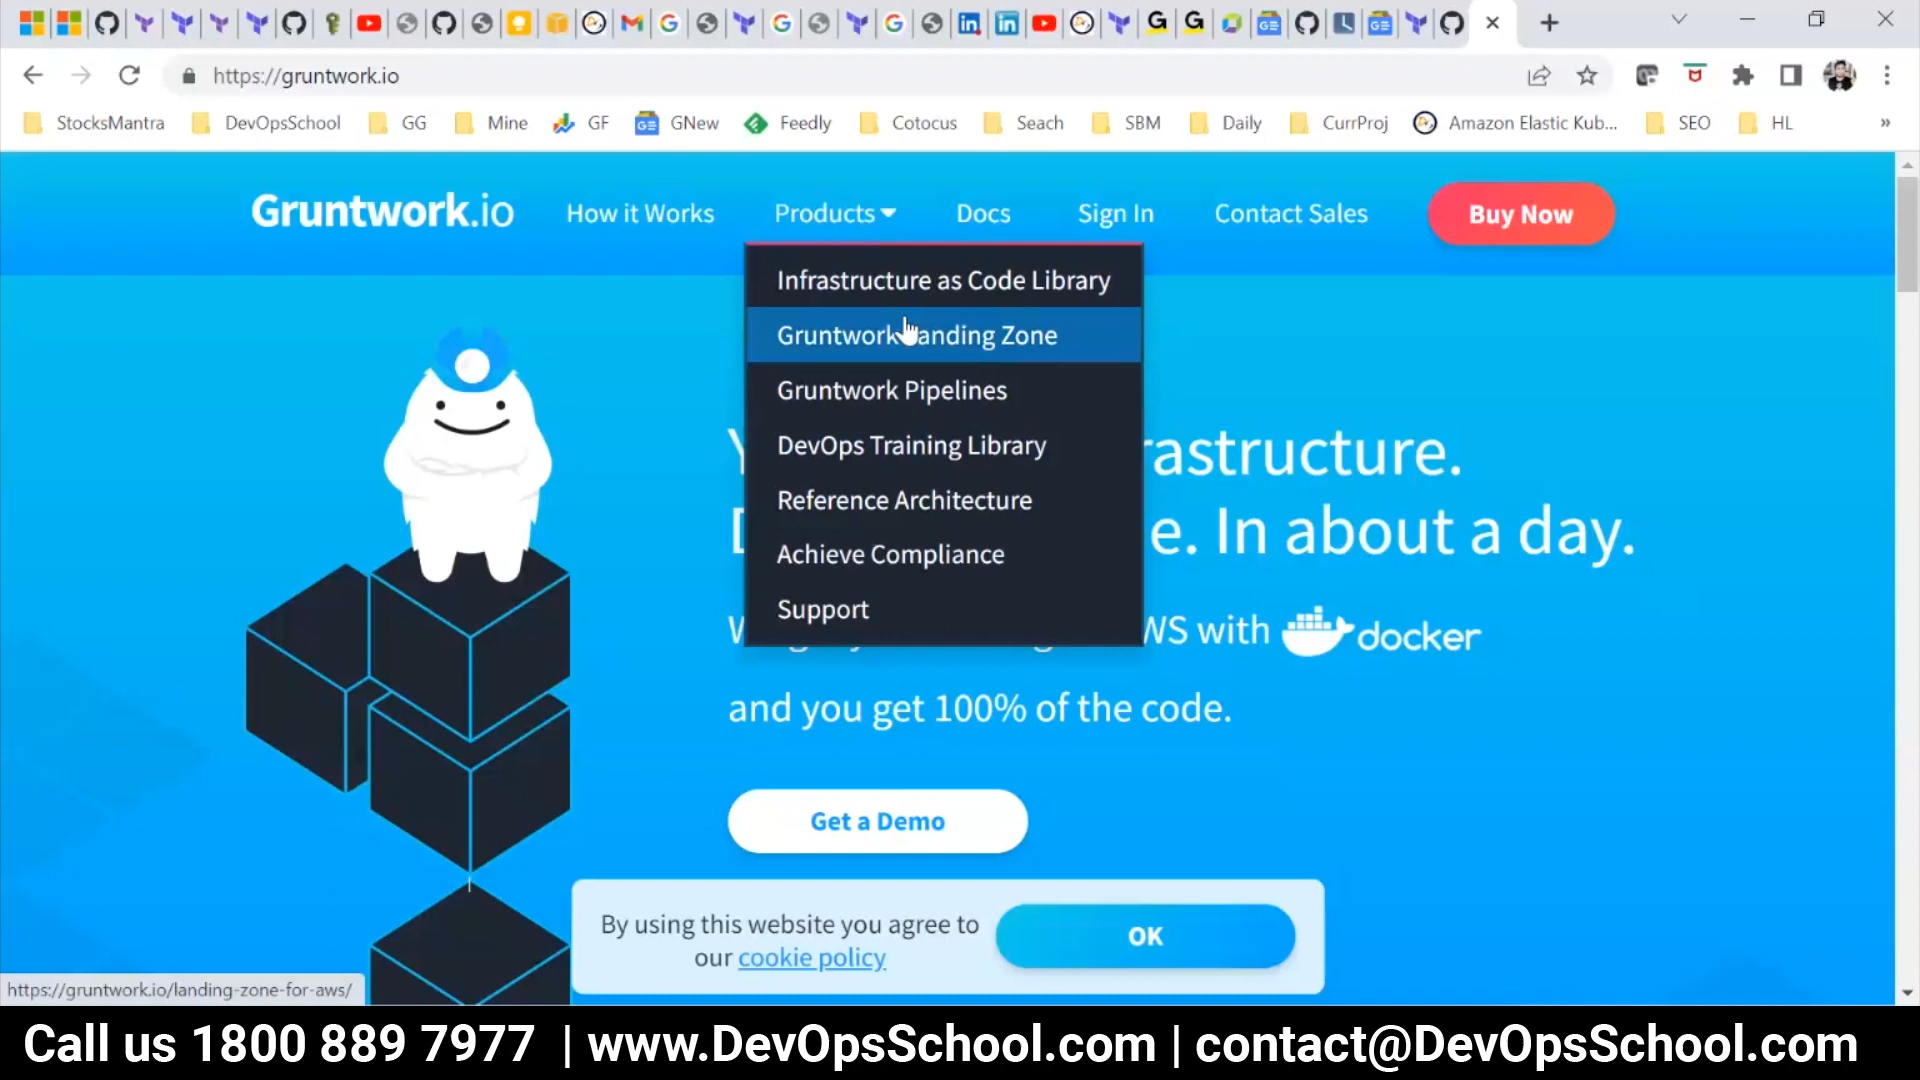 https://gruntwork.io
StocksMantra DevOpsSchool GG Mine GF GNew Feedly Cotocus Seach SBM Daily CurrProj Amazon Elastic Kub... SEO HL »
Gruntwork.io How it Works Products Docs Sign In Contact Sales Buy Now
Infrastructure as Code Library
Gruntwork Landing Zone
Gruntwork Pipelines
DevOps Training Library
Reference Architecture
Achieve Compliance
Support
rastructure.
e. In about a day.
WS with docker
and you get 100% of the code.
Get a Demo
By using this website you agree to
our cookie policy
OK
https://gruntwork.io/landing-zone-for-aws/
Call us 1800 889 7977 | www.DevOpsSchool.com | contact@DevOpsSchool.com